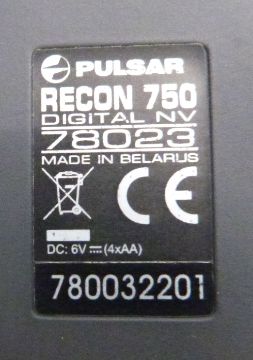 PULSAR
RECON 750
DIGITAL NV
78023
MADE IN BELARUS
CE
DC: 6V ⎓ (4xAA)
780032201